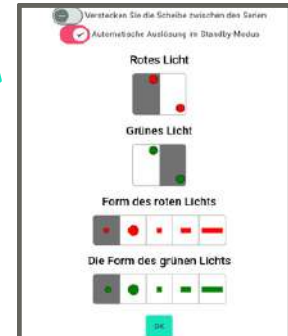 Verstecken Sie die Scheibe zwischen den Serien
Automatische Auslösung im Standby Modus
Rotes Licht
Grünes Licht
Form des roten Lichts
Die Form des grünen Lichts
OK